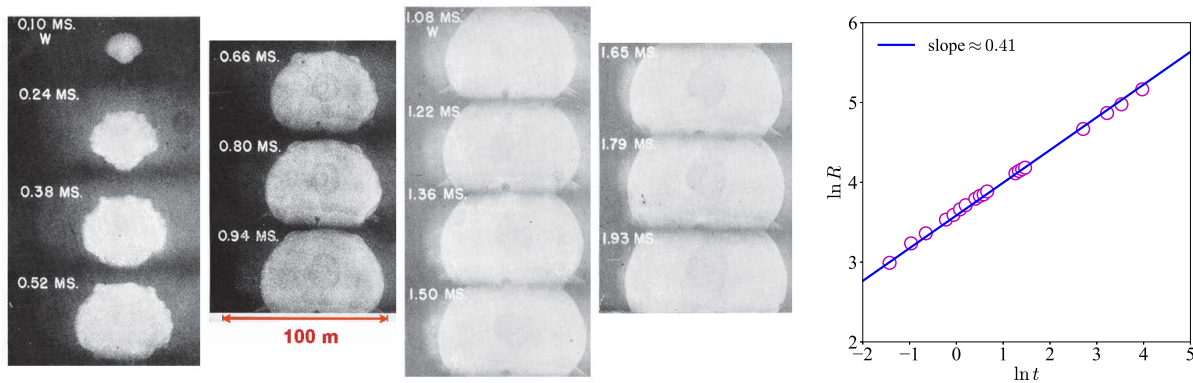 0.10 MS.
W
0.24 MS.
0.38 MS.
0.52 MS.
0.66 MS.
0.80 MS.
0.94 MS.
100 m
1.08 MS.
W
1.22 MS.
1.36 MS.
1.50 MS.
1.65 MS.
1.79 MS.
1.93 MS.
slope ≈ 0.41
ln R
6
5
4
3
2
−2 −1 0 1 2 3 4 5
ln t